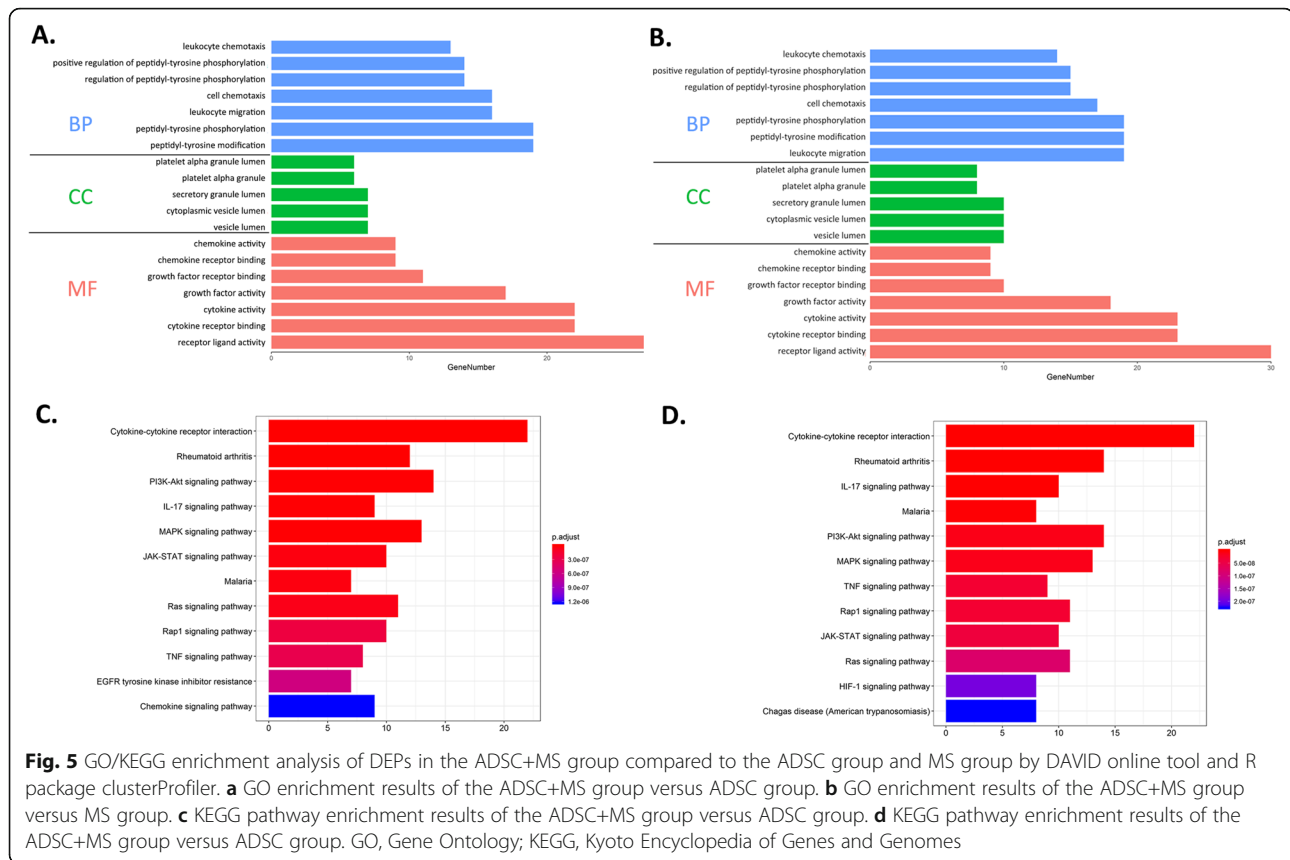 A.
leukocyte chemotaxis
positive regulation of peptidyl-tyrosine phosphorylation
regulation of peptidyl-tyrosine phosphorylation
cell chemotaxis
leukocyte migration
peptidyl-tyrosine phosphorylation
peptidyl-tyrosine modification
platelet alpha granule lumen
platelet alpha granule
secretory granule lumen
cytoplasmic vesicle lumen
vesicle lumen
chemokine activity
chemokine receptor binding
growth factor receptor binding
growth factor activity
cytokine activity
cytokine receptor binding
receptor ligand activity
BP
CC
MF
0 10 20
GeneNumber
B.
leukocyte chemotaxis
positive regulation of peptidyl-tyrosine phosphorylation
regulation of peptidyl-tyrosine phosphorylation
cell chemotaxis
peptidyl-tyrosine phosphorylation
peptidyl-tyrosine modification
leukocyte migration
platelet alpha granule lumen
platelet alpha granule
secretory granule lumen
cytoplasmic vesicle lumen
vesicle lumen
chemokine activity
chemokine receptor binding
growth factor receptor binding
growth factor activity
cytokine activity
cytokine receptor binding
receptor ligand activity
BP
CC
MF
0 10 20 30
GeneNumber
C.
Cytokine-cytokine receptor interaction
Rheumatoid arthritis
PI3K-Akt signaling pathway
IL-17 signaling pathway
MAPK signaling pathway
JAK-STAT signaling pathway
Malaria
Ras signaling pathway
Rap1 signaling pathway
TNF signaling pathway
EGFR tyrosine kinase inhibitor resistance
Chemokine signaling pathway
0 5 10 15 20
p.adjust
3.0e-07
6.0e-07
9.0e-07
1.2e-06
D.
Cytokine-cytokine receptor interaction
Rheumatoid arthritis
IL-17 signaling pathway
Malaria
PI3K-Akt signaling pathway
MAPK signaling pathway
TNF signaling pathway
Rap1 signaling pathway
JAK-STAT signaling pathway
Ras signaling pathway
HIF-1 signaling pathway
Chagas disease (American trypanosomiasis)
0 5 10 15 20
p.adjust
5.0e-08
1.0e-07
1.5e-07
2.0e-07
Fig. 5 GO/KEGG enrichment analysis of DEPs in the ADSC+MS group compared to the ADSC group and MS group by DAVID online tool and R
package clusterProfiler. a GO enrichment results of the ADSC+MS group versus ADSC group. b GO enrichment results of the ADSC+MS group
versus MS group. c KEGG pathway enrichment results of the ADSC+MS group versus ADSC group. d KEGG pathway enrichment results of the
ADSC+MS group versus ADSC group. GO, Gene Ontology; KEGG, Kyoto Encyclopedia of Genes and Genomes